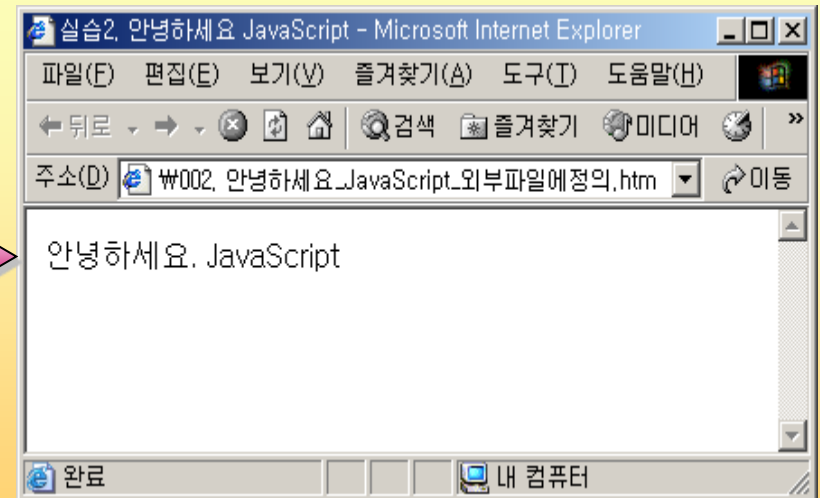 실습2, 안녕하세요 JavaScript - Microsoft Internet Explorer
파일(F) 편집(E) 보기(V) 즐겨찾기(A) 도구(T) 도움말(H)
뒤로 검색 즐겨찾기 미디어 »
주소(D) ₩002, 안녕하세요_JavaScript_외부파일에정의,htm 이동
안녕하세요. JavaScript
완료 내 컴퓨터